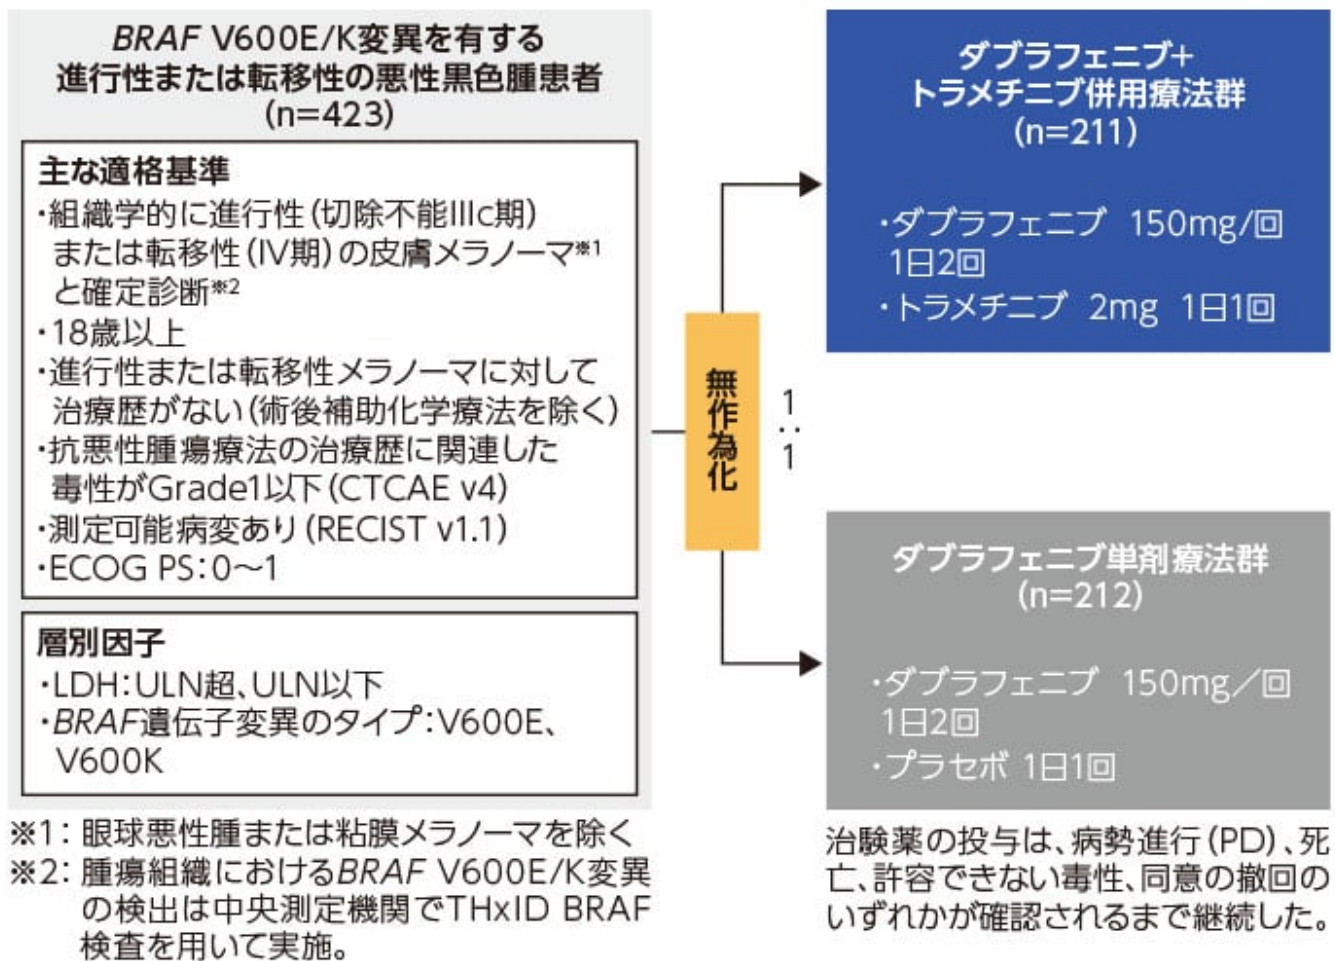 BRAF V600E/K変異を有する
進行性または転移性の悪性黒色腫患者
(n=423)
主な適格基準
・組織学的に進行性(切除不能Ⅲc期)
または転移性(Ⅳ期)の皮膚メラノーマ※1
と確定診断※2
・18歳以上
・進行性または転移性メラノーマに対して
治療歴がない(術後補助化学療法を除く)
・抗悪性腫瘍療法の治療歴に関連した
毒性がGrade1以下(CTCAE v4)
・測定可能病変あり(RECIST v1.1)
・ECOG PS:0〜1
層別因子
・LDH:ULN超、ULN以下
・BRAF遺伝子変異のタイプ:V600E、
V600K
※1: 眼球悪性腫または粘膜メラノーマを除く
※2: 腫瘍組織におけるBRAF V600E/K変異
の検出は中央測定機関でTHxID BRAF
検査を用いて実施。
無作為化
1:1
ダブラフェニブ+
トラメチニブ併用療法群
(n=211)
・ダブラフェニブ 150mg/回
1日2回
・トラメチニブ 2mg 1日1回
ダブラフェニブ単剤療法群
(n=212)
・ダブラフェニブ 150mg/回
1日2回
・プラセボ 1日1回
治験薬の投与は、病勢進行(PD)、死
亡、許容できない毒性、同意の撤回の
いずれかが確認されるまで継続した。